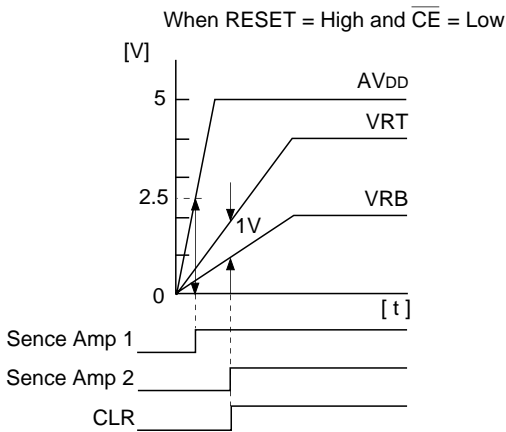 When RESET = High and C̅E̅ = Low
[V]
AVDD
5
VRT
2.5
VRB
1V
0
[ t ]
Sence Amp 1
Sence Amp 2
CLR